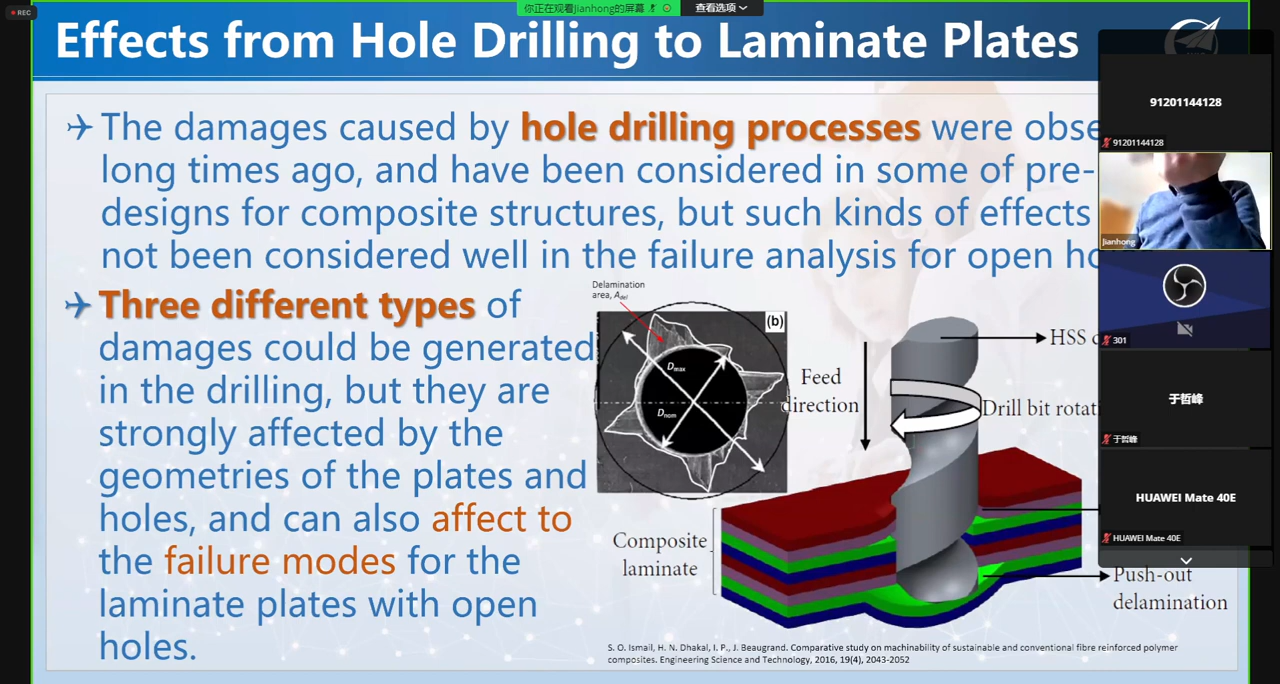 REC
你正在观看Jianhong的屏幕
查看选项
Effects from Hole Drilling to Laminate Plates
The damages caused by hole drilling processes were obse
long times ago, and have been considered in some of pre-
designs for composite structures, but such kinds of effects
not been considered well in the failure analysis for open ho
Three different types of
damages could be generated
in the drilling, but they are
strongly affected by the
geometries of the plates and
holes, and can also affect to
the failure modes for the
laminate plates with open
holes.
Delamination
area, Adel
(b)
Dmax
Dnom
Feed
direction
HSS
Drill bit rotati
Composite
laminate
Push-out
delamination
S. O. Ismail, H. N. Dhakal, I. P., J. Beaugrand. Comparative study on machinability of sustainable and conventional fibre reinforced polymer
composites. Engineering Science and Technology, 2016, 19(4), 2043-2052
91201144128
91201144128
Jianhong
301
于哲峰
于哲峰
HUAWEI Mate 40E
HUAWEI Mate 40E